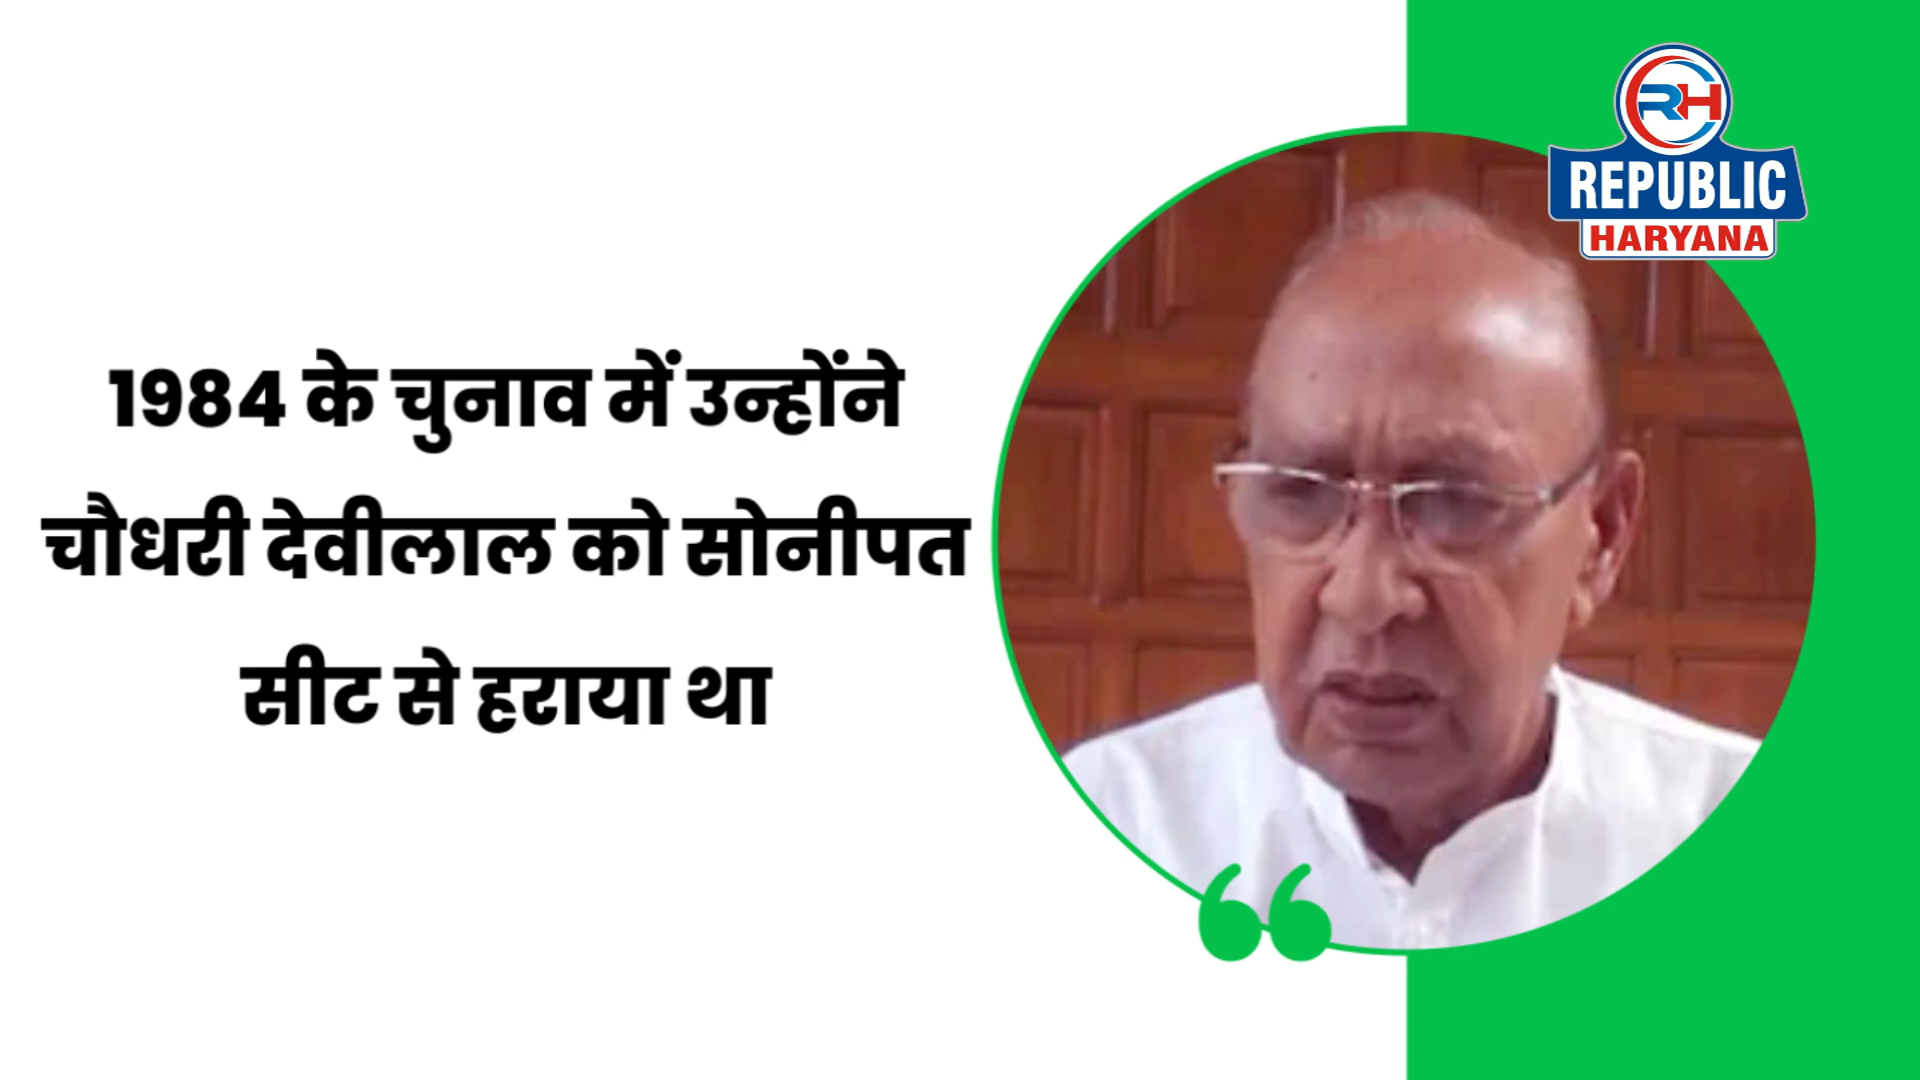 RH
REPUBLIC
HARYANA
1984 के चुनाव में उन्होंने
चौधरी देवीलाल को सोनीपत
सीट से हराया था